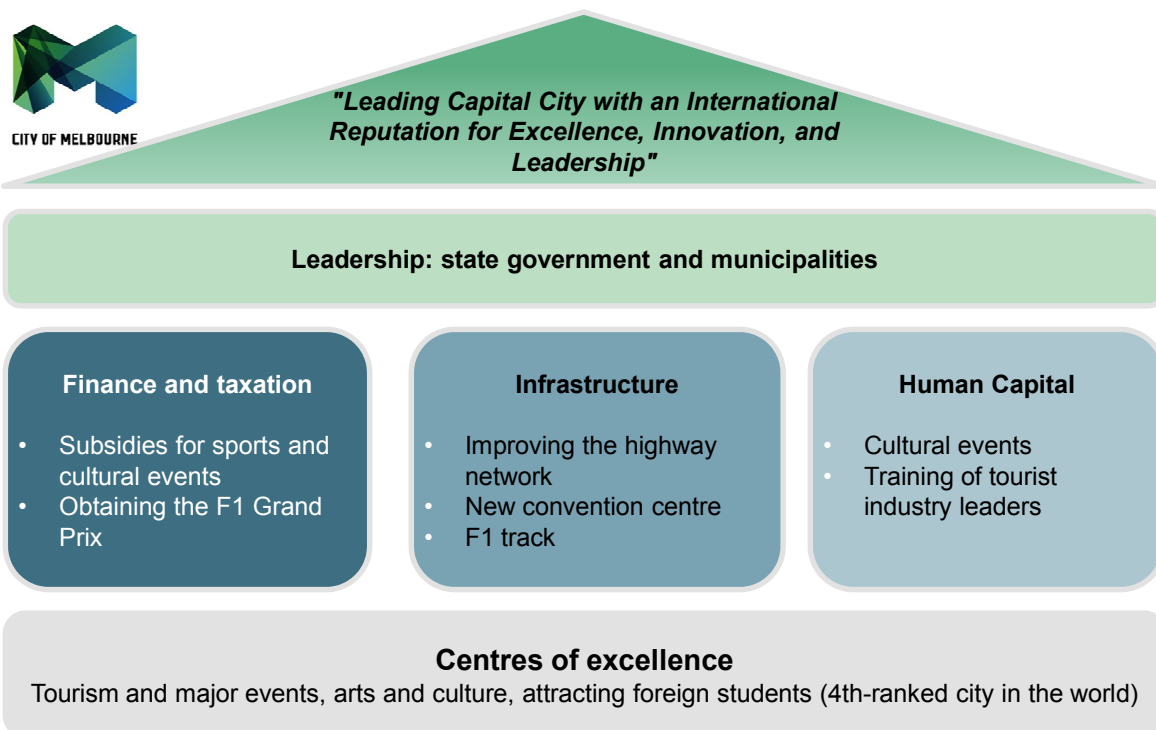 CITY OF MELBOURNE
"Leading Capital City with an International
Reputation for Excellence, Innovation, and
Leadership"
Leadership: state government and municipalities
Finance and taxation
• Subsidies for sports and
cultural events
• Obtaining the F1 Grand
Prix
Infrastructure
• Improving the highway
network
• New convention centre
• F1 track
Human Capital
• Cultural events
• Training of tourist
industry leaders
Centres of excellence
Tourism and major events, arts and culture, attracting foreign students (4th-ranked city in the world)